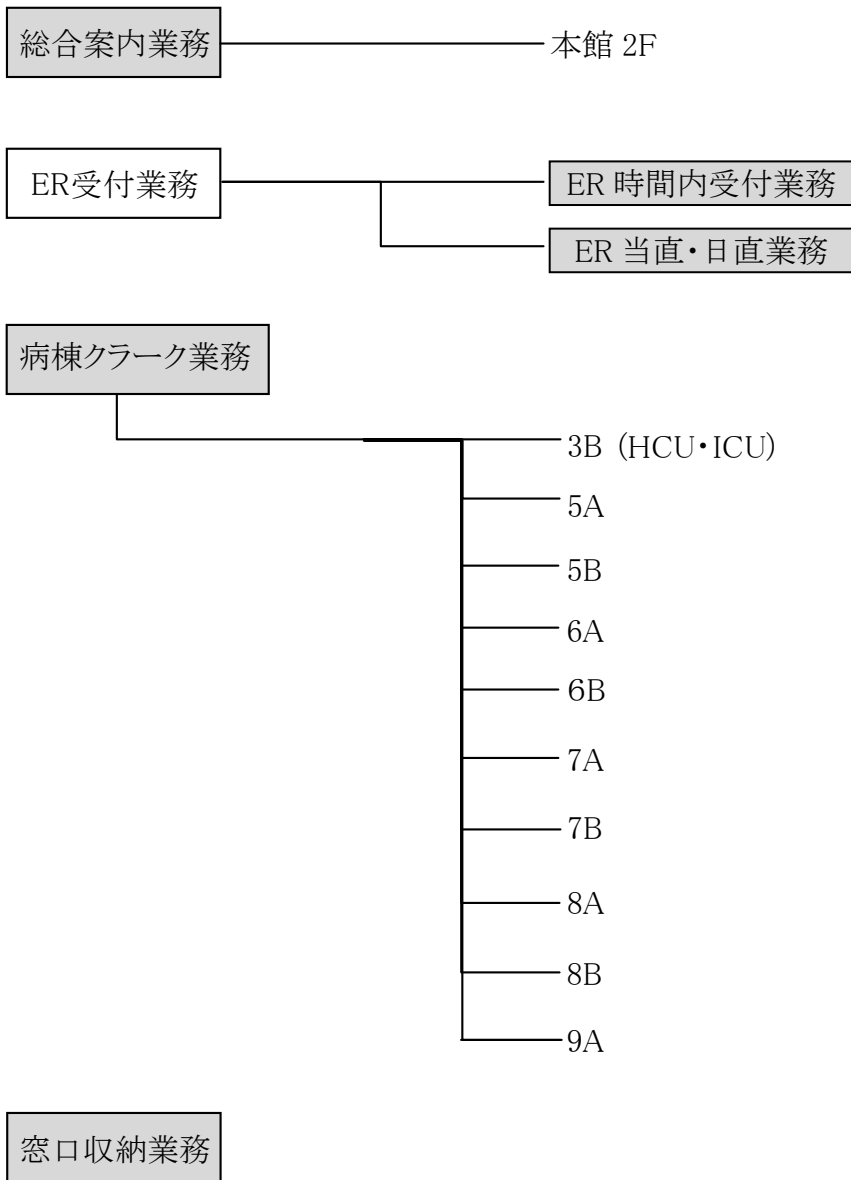 総合案内業務 本館 2F
ER受付業務 ER 時間内受付業務
ER 当直・日直業務
病棟クラーク業務
3B (HCU・ICU)
5A
5B
6A
6B
7A
7B
8A
8B
9A
窓口収納業務